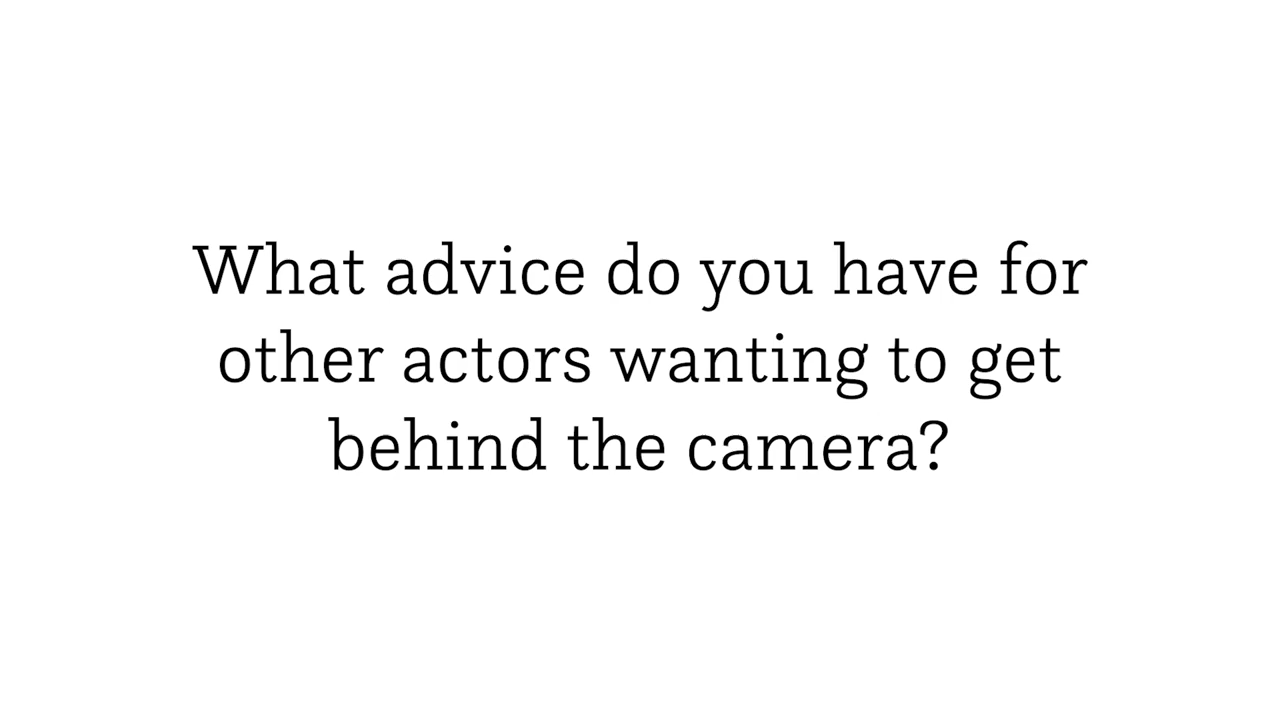 What advice do you have for
other actors wanting to get
behind the camera?